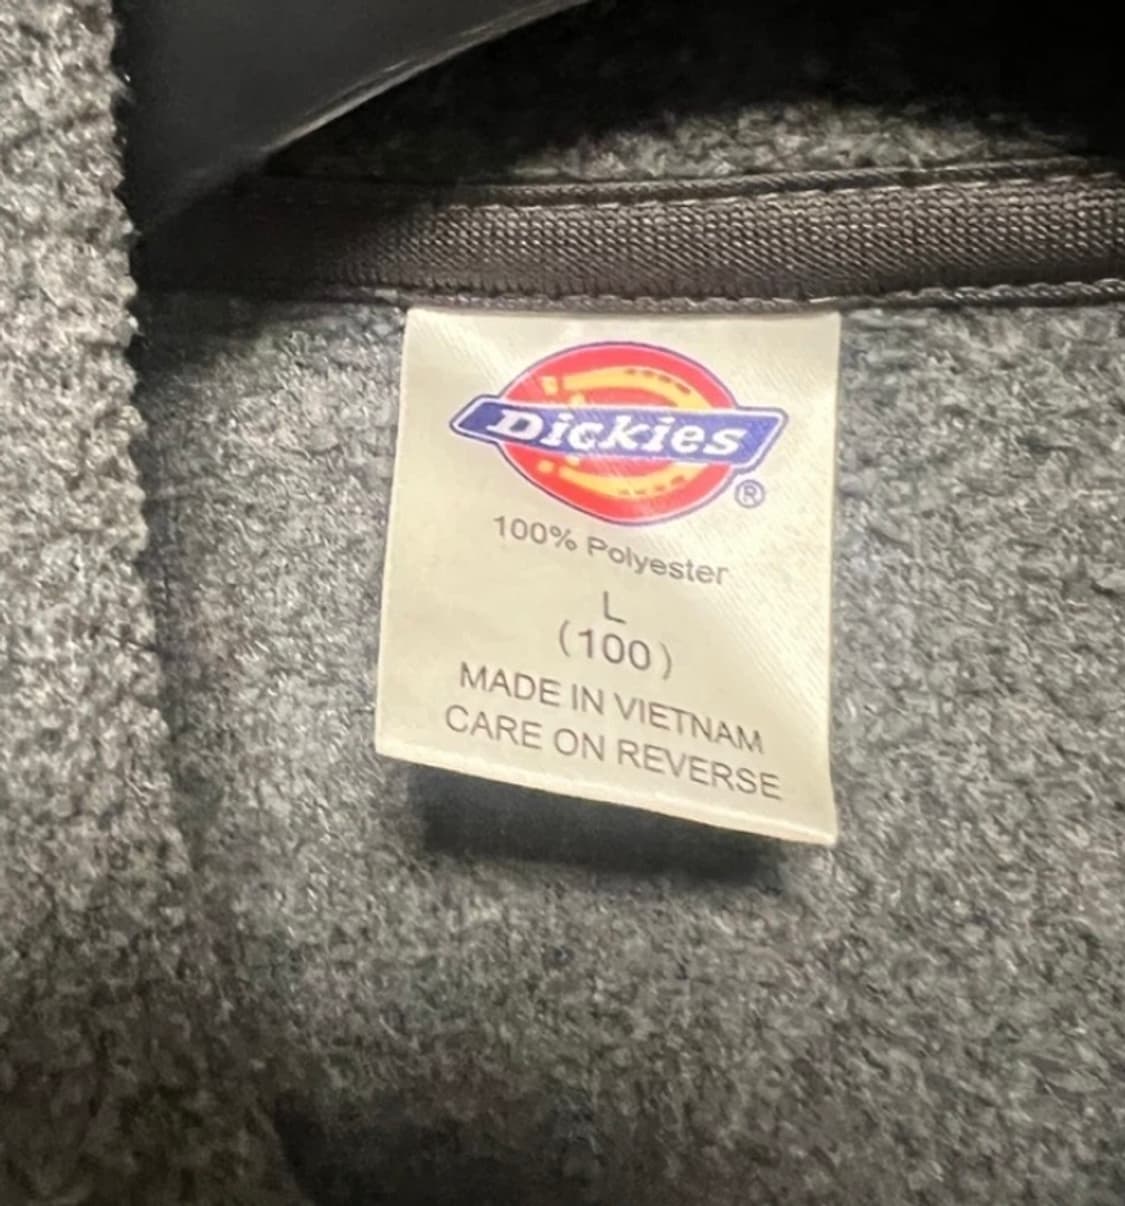 Dickies
®
100% Polyester
L
(100)
MADE IN VIETNAM
CARE ON REVERSE